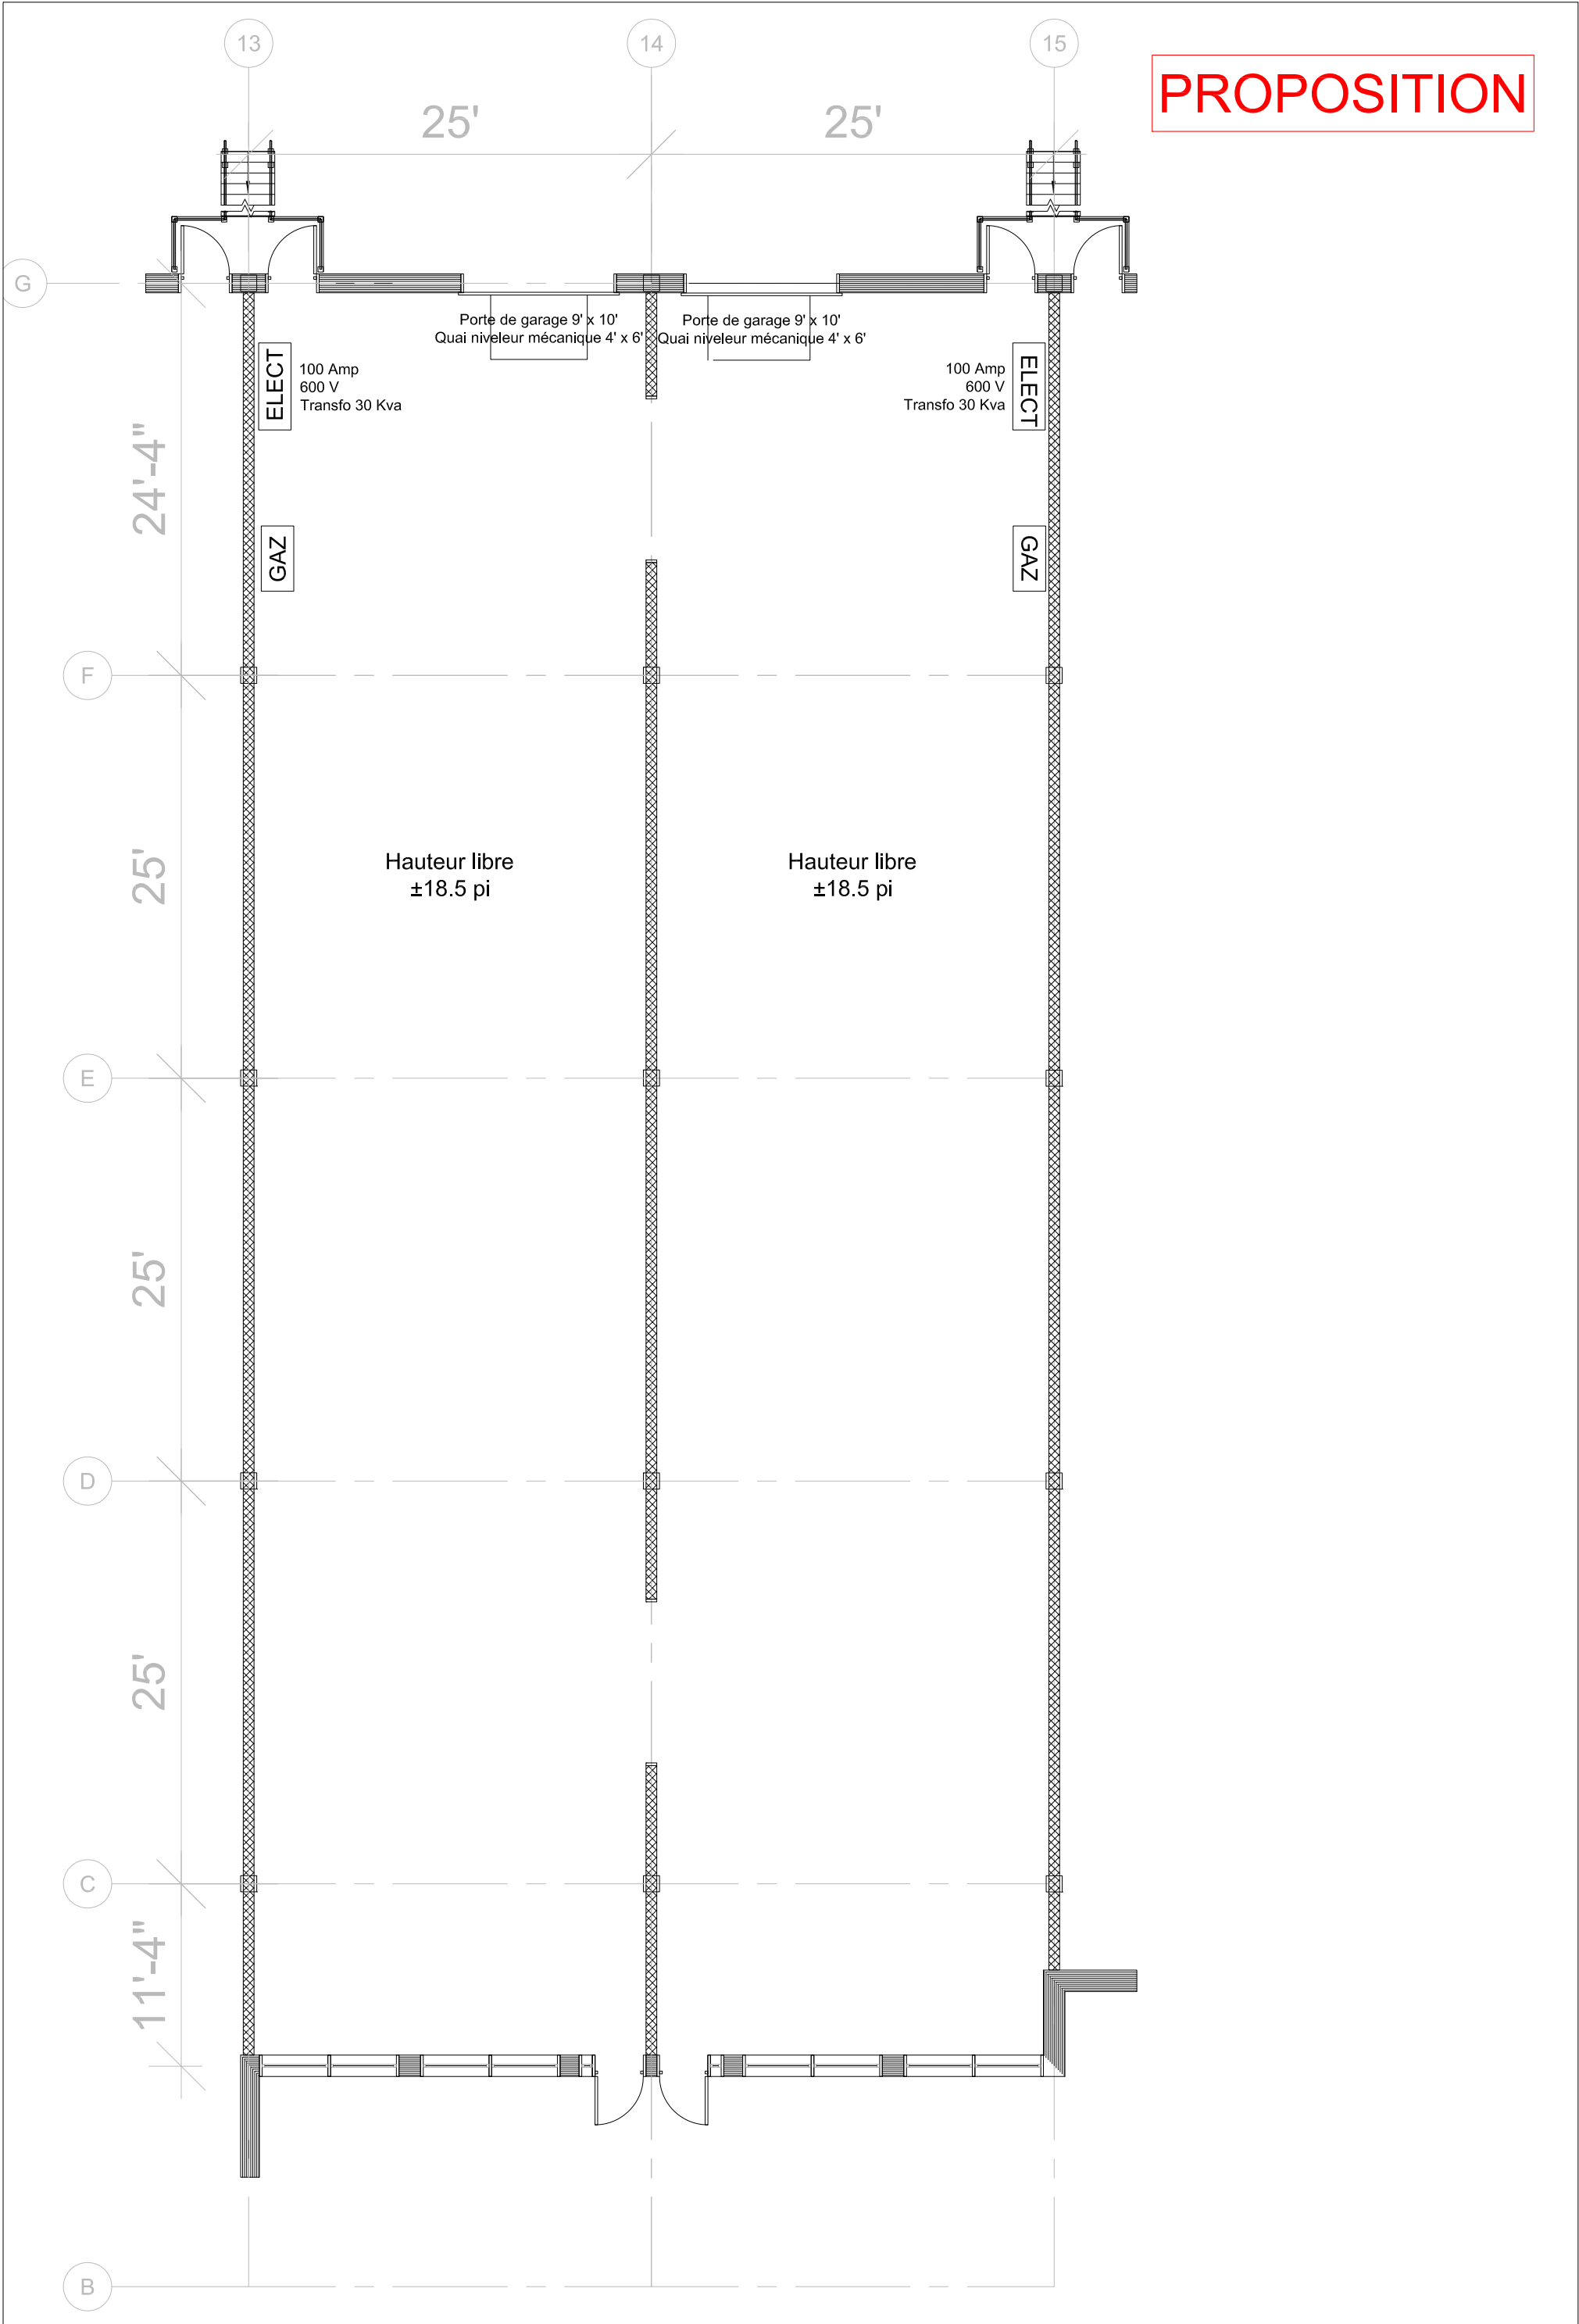 13
14
15
PROPOSITION
25'
25'
G
Porte de garage 9' x 10'
Quai niveleur mécanique 4' x 6'
Porte de garage 9' x 10'
Quai niveleur mécanique 4' x 6'
ELECT
100 Amp
600 V
Transfo 30 Kva
100 Amp
600 V
Transfo 30 Kva
ELECT
24'-4"
GAZ
GAZ
F
25'
Hauteur libre
±18.5 pi
Hauteur libre
±18.5 pi
E
25'
D
25'
C
11'-4"
B